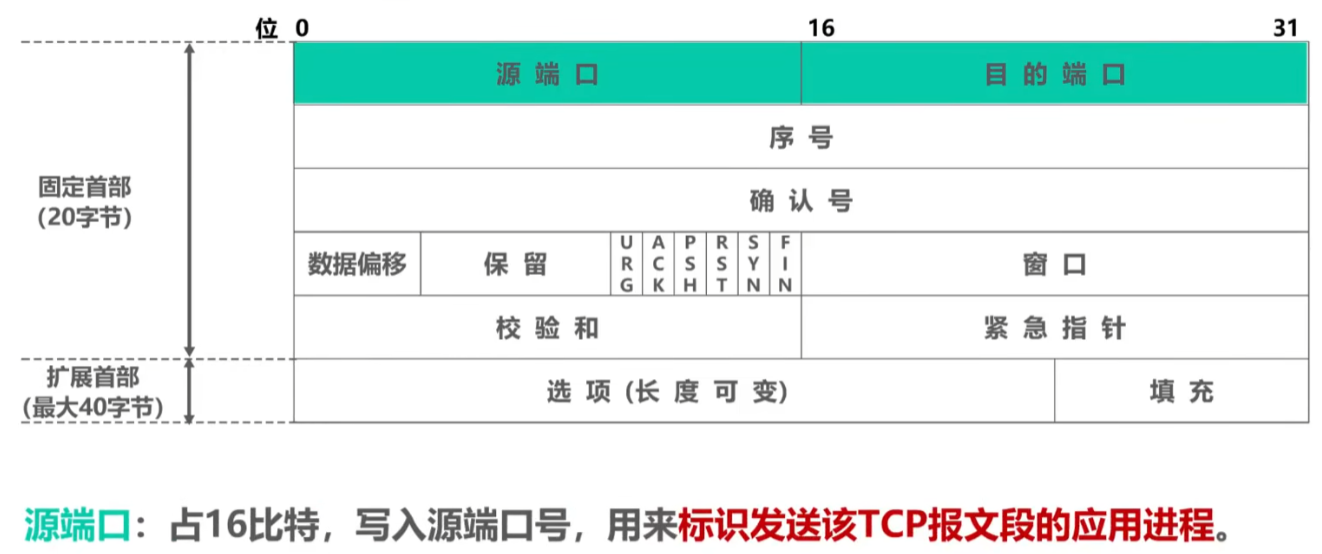 位 0 16 31
源端口 目的端口
序号
确认号
固定首部
(20字节)
数据偏移 保留 URG ACK PSH RST SYN FIN 窗口
校验和 紧急指针
扩展首部
(最大40字节)
选项 (长度可变) 填充
源端口：占16比特，写入源端口号，用来标识发送该TCP报文段的应用进程。